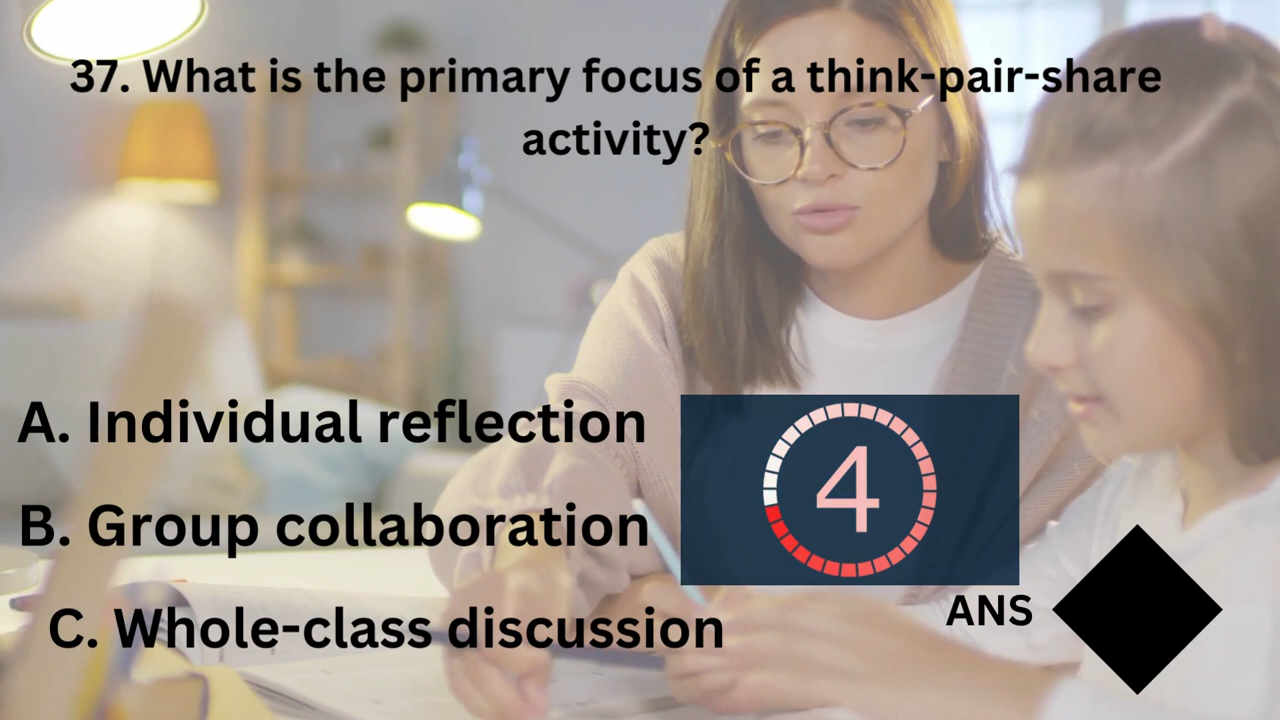 37. What is the primary focus of a think-pair-share
activity?
A. Individual reflection
B. Group collaboration
C. Whole-class discussion
4
ANS